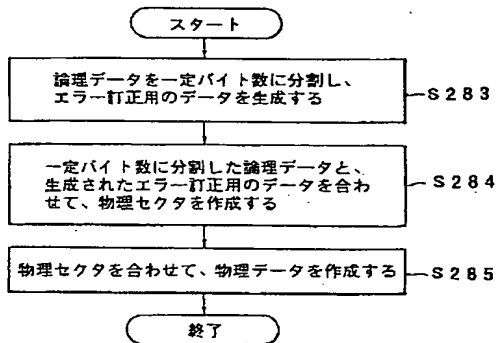 スタート
論理データを一定バイト数に分割し、
エラー訂正用のデータを生成する
S283
一定バイト数に分割した論理データと、
生成されたエラー訂正用のデータを合わ
せて、物理セクタを作成する
S284
物理セクタを合わせて、物理データを作成する
S285
終了